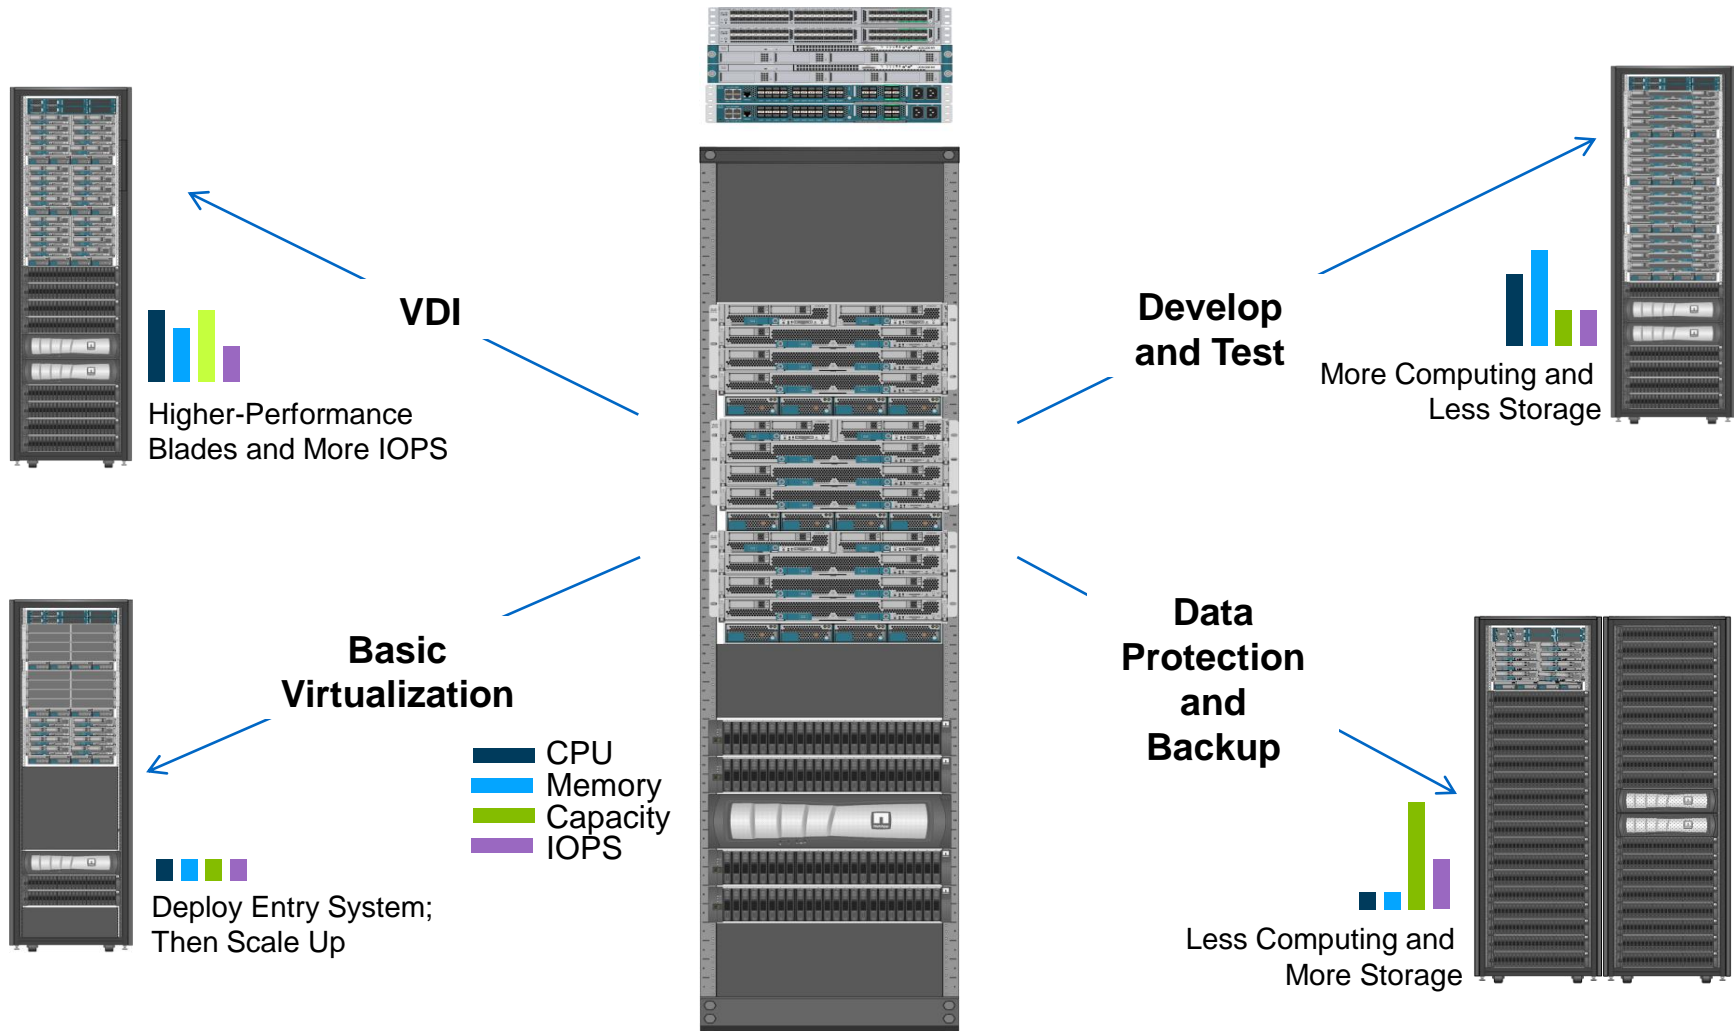 VDI
Higher-Performance
Blades and More IOPS
Develop
and Test
More Computing and
Less Storage
Basic
Virtualization
CPU
Memory
Capacity
IOPS
Deploy Entry System;
Then Scale Up
Data
Protection
and
Backup
Less Computing and
More Storage